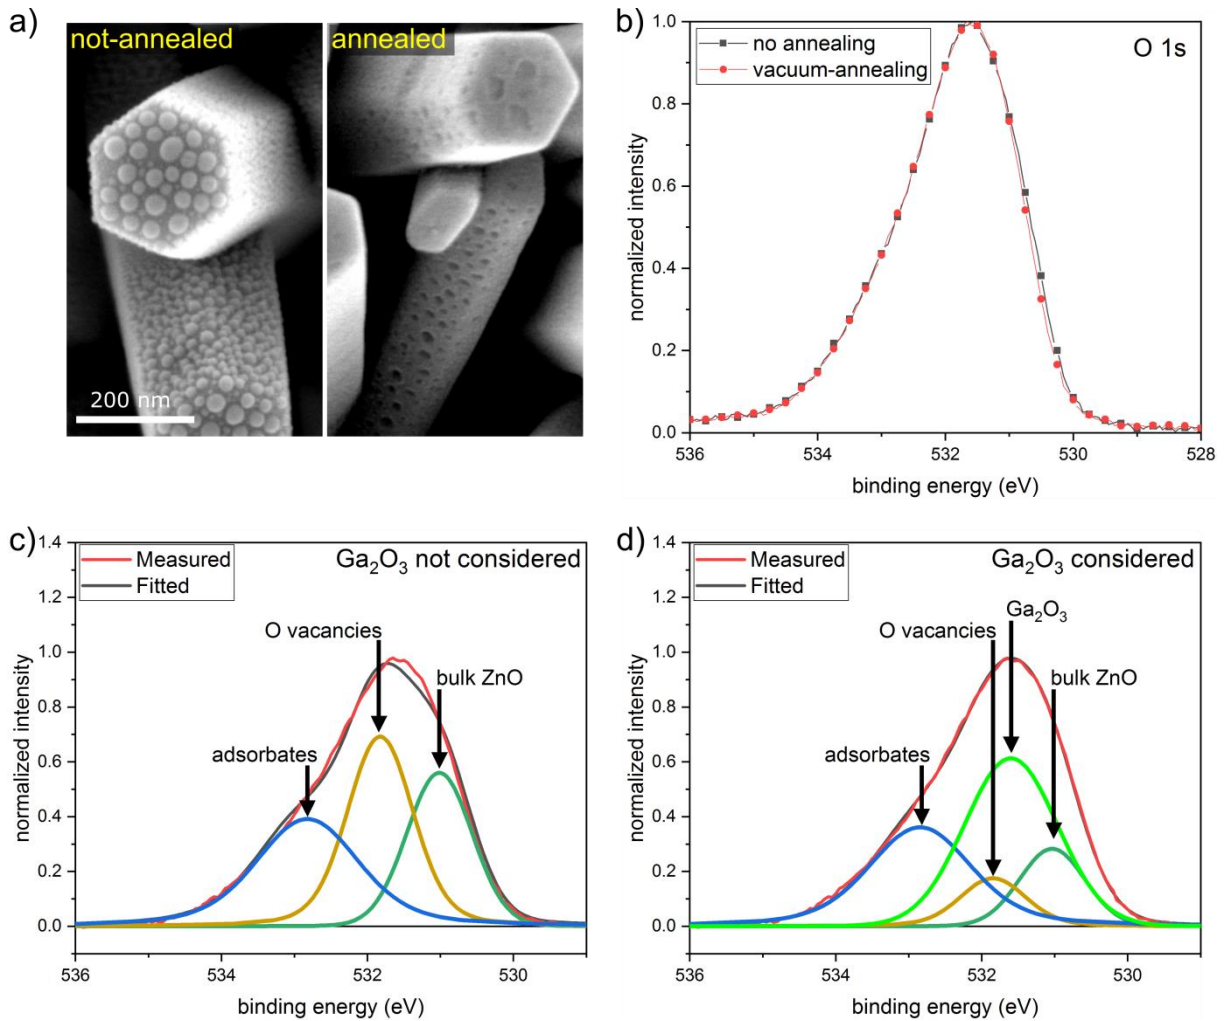 a)
not-annealed
annealed
200 nm
b)
no annealing
vacuum-annealing
O 1s
normalized intensity
1.0
0.8
0.6
0.4
0.2
0.0
536
534
532
530
528
binding energy (eV)
c)
Measured
Fitted
Ga₂O₃ not considered
O vacancies
bulk ZnO
adsorbates
normalized intensity
1.4
1.2
1.0
0.8
0.6
0.4
0.2
0.0
536
534
532
530
binding energy (eV)
d)
Measured
Fitted
Ga₂O₃ considered
Ga₂O₃
O vacancies
bulk ZnO
adsorbates
normalized intensity
1.4
1.2
1.0
0.8
0.6
0.4
0.2
0.0
536
534
532
530
binding energy (eV)